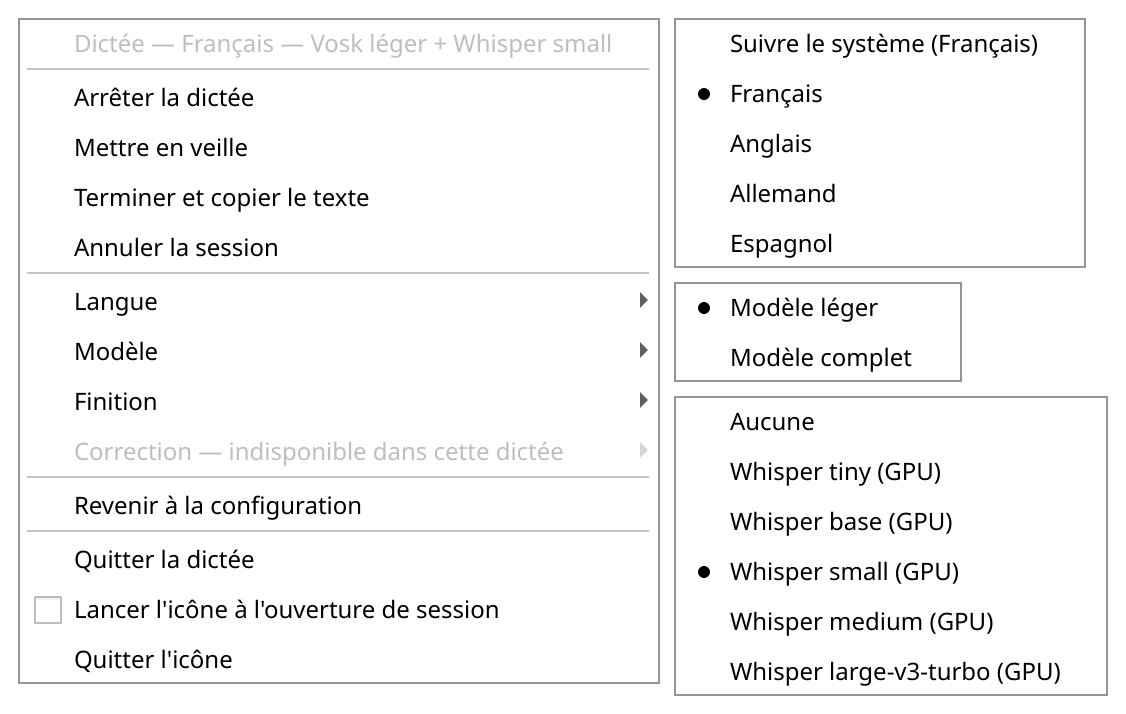 Dictée — Français — Vosk léger + Whisper small
Arrêter la dictée
Mettre en veille
Terminer et copier le texte
Annuler la session
Langue
Modèle
Finition
Correction — indisponible dans cette dictée
Revenir à la configuration
Quitter la dictée
Lancer l'icône à l'ouverture de session
Quitter l'icône
Suivre le système (Français)
Français
Anglais
Allemand
Espagnol
Modèle léger
Modèle complet
Aucune
Whisper tiny (GPU)
Whisper base (GPU)
Whisper small (GPU)
Whisper medium (GPU)
Whisper large-v3-turbo (GPU)